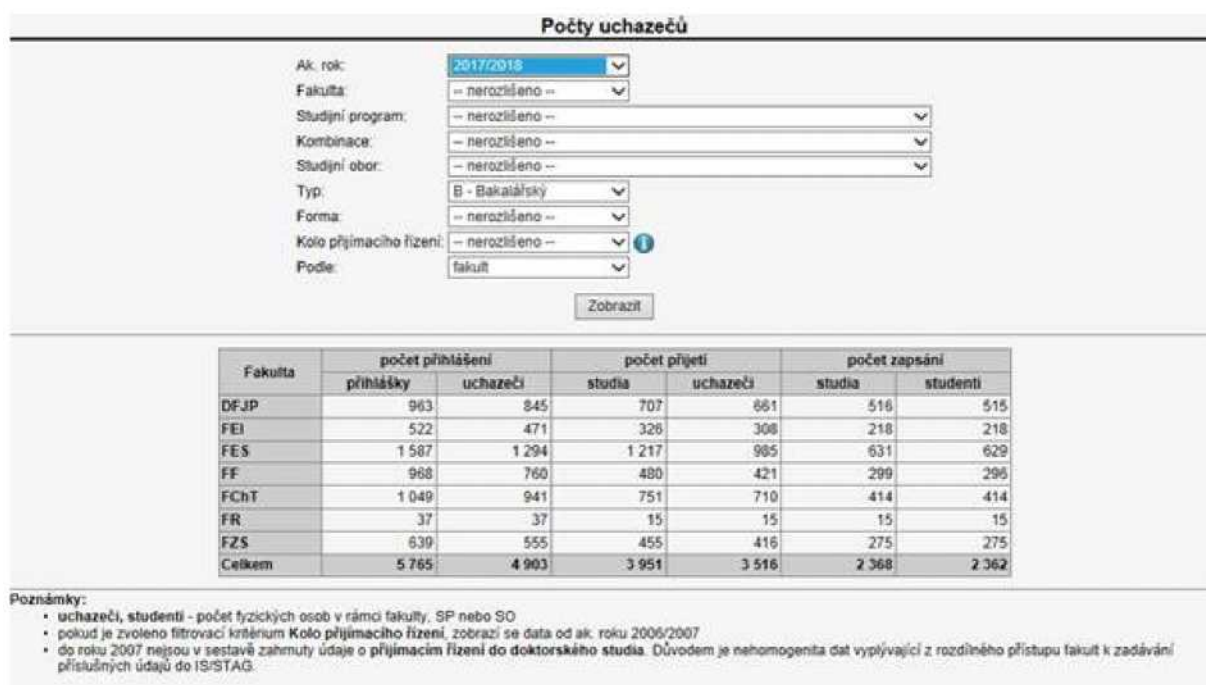 Počty uchazečů
Ak. rok: 2017/2018
Fakulta: -- nerozlišeno --
Studijní program: -- nerozlišeno --
Kombinace: -- nerozlišeno --
Studijní obor: -- nerozlišeno --
Typ: B - Bakalářský
Forma: -- nerozlišeno --
Kolo přijímacího řízení: -- nerozlišeno --
Podle: fakult
Zobrazit
Fakulta počet přihlášení počet přijetí počet zapsání
přihlášky uchazeči studia uchazeči studia studenti
DFJP 963 845 707 661 516 515
FEI 522 471 326 308 218 218
FES 1 587 1 294 1 217 985 631 629
FF 968 760 480 421 299 296
FChT 1 049 941 751 710 414 414
FR 37 37 15 15 15 15
FZS 639 555 455 416 275 275
Celkem 5 765 4 903 3 951 3 516 2 368 2 362
Poznámky:
• uchazeči, studenti - počet fyzických osob v rámci fakulty, SP nebo SO
• pokud je zvoleno filtrovací kritérium Kolo přijímacího řízení, zobrazí se data od ak. roku 2006/2007
• do roku 2007 nejsou v sestavě zahrnuty údaje o přijímacím řízení do doktorského studia. Důvodem je nehomogenita dat vyplývající z rozdílného přístupu fakult k zadávání
příslušných údajů do IS/STAG.